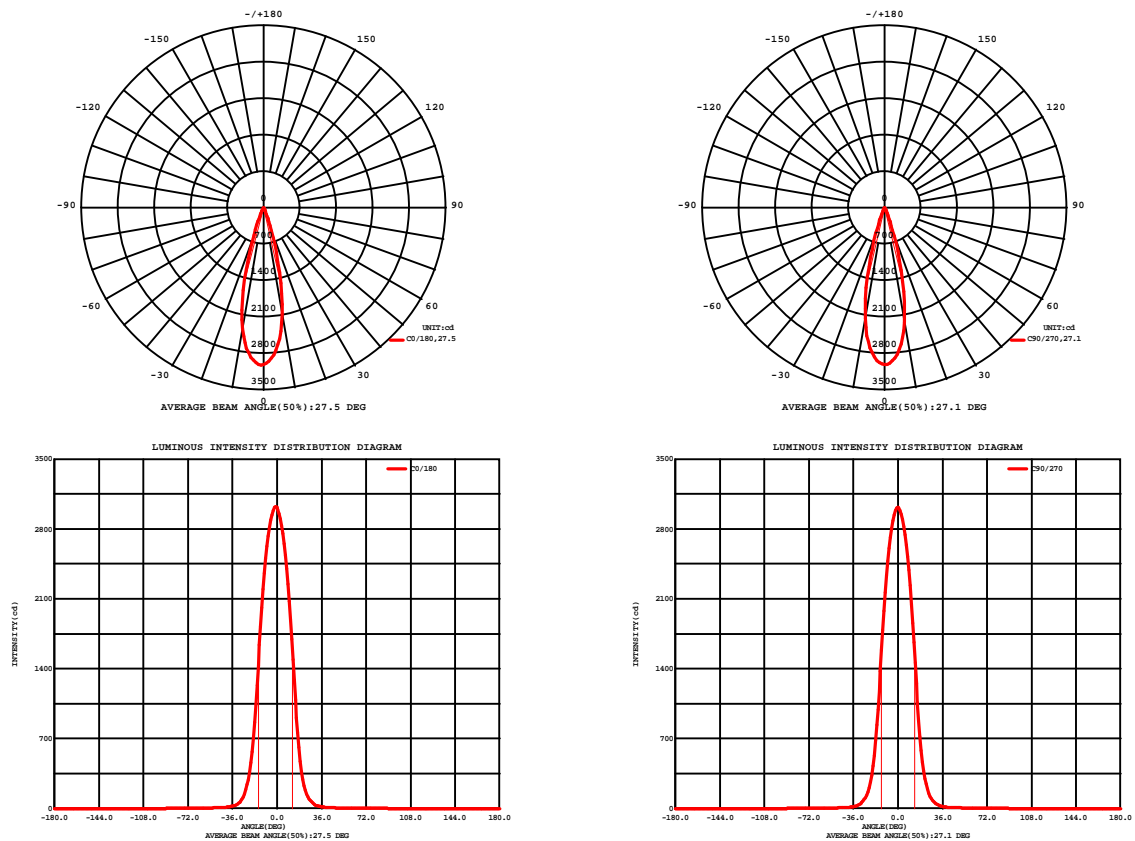 -/+180
-150
150
-120
120
-90
90
-60
60
-30
30
0
0
700
1400
2100
2800
3500
UNIT:cd
C0/180,27.5
AVERAGE BEAM ANGLE(50%):27.5 DEG
-/+180
-150
150
-120
120
-90
90
-60
60
-30
30
0
0
700
1400
2100
2800
3500
UNIT:cd
C90/270,27.1
AVERAGE BEAM ANGLE(50%):27.1 DEG
LUMINOUS INTENSITY DISTRIBUTION DIAGRAM
C0/180
3500
2800
2100
1400
700
0
INTENSITY(cd)
-180.0 -144.0 -108.0 -72.0 -36.0 0.0 36.0 72.0 108.0 144.0 180.0
ANGLE(DEG)
AVERAGE BEAM ANGLE(50%):27.5 DEG
LUMINOUS INTENSITY DISTRIBUTION DIAGRAM
C90/270
3500
2800
2100
1400
700
0
INTENSITY(cd)
-180.0 -144.0 -108.0 -72.0 -36.0 0.0 36.0 72.0 108.0 144.0 180.0
ANGLE(DEG)
AVERAGE BEAM ANGLE(50%):27.1 DEG